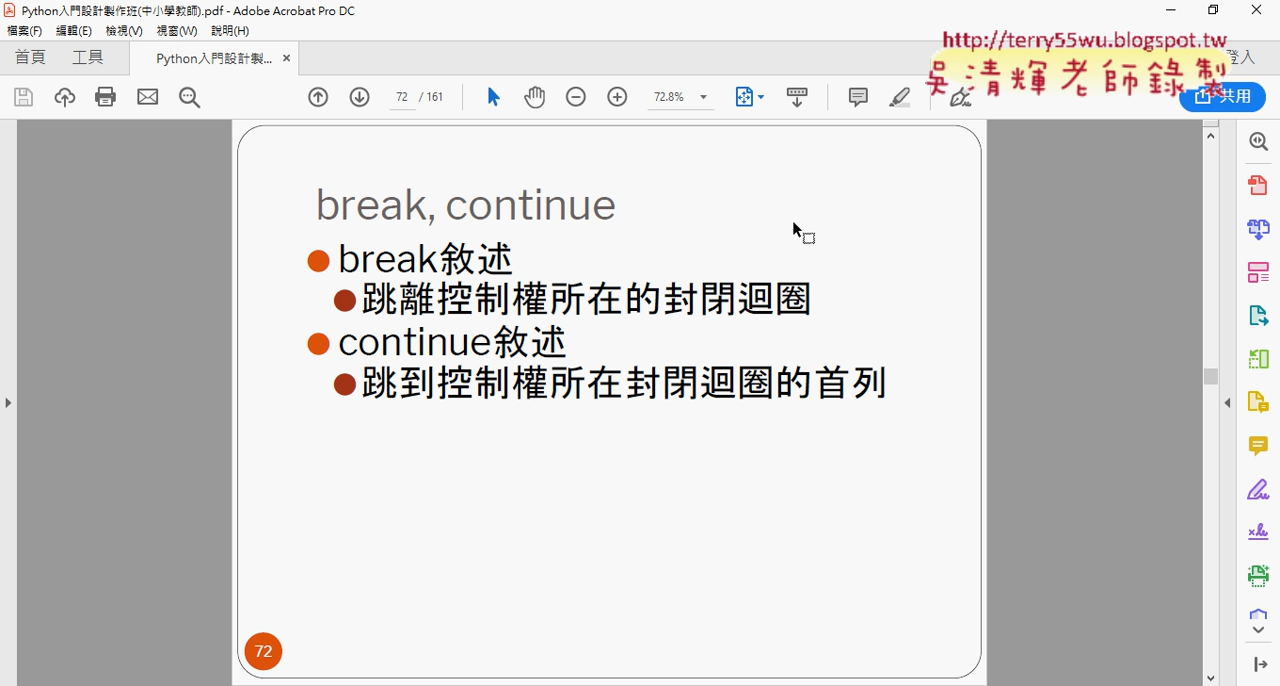 Python入門設計製作班(中小學教師).pdf - Adobe Acrobat Pro DC
檔案(F) 編輯(E) 檢視(V) 視窗(W) 說明(H)
http://terry55wu.blogspot.tw
首頁 工具 Python入門設計製... × 登入
吳清輝老師錄製
72 / 161 72.8% 共用
break, continue
break敘述
跳離控制權所在的封閉迴圈
continue敘述
跳到控制權所在封閉迴圈的首列
72